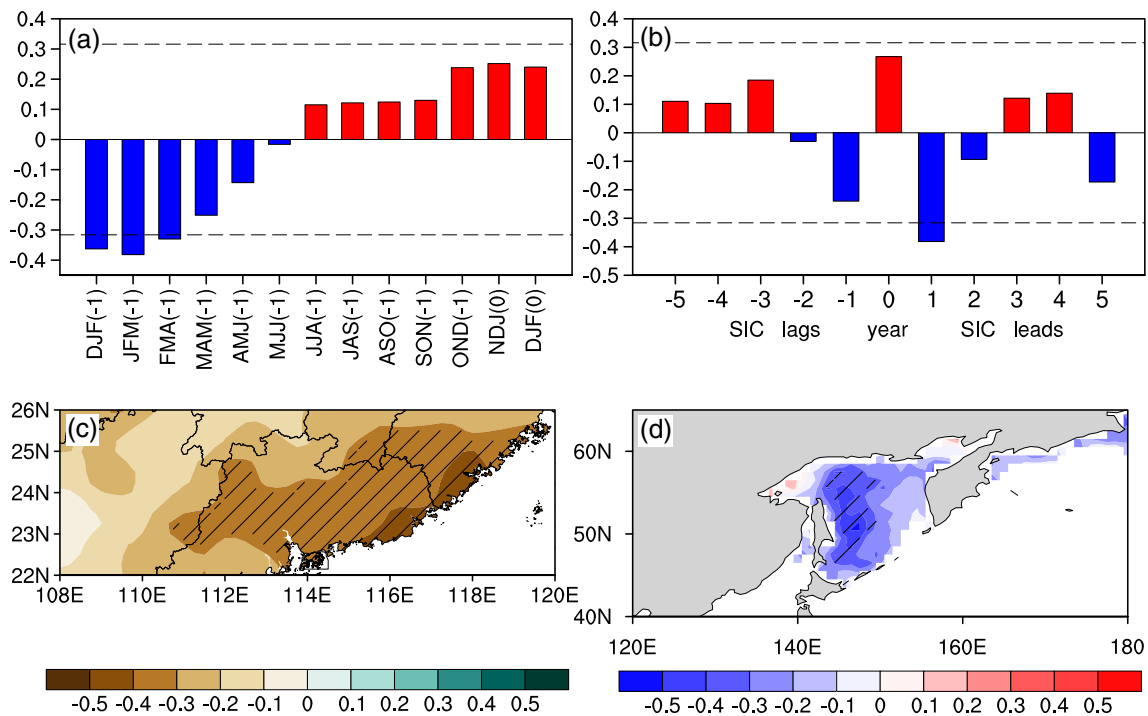 (a)
0.4
0.3
0.2
0.1
0
-0.1
-0.2
-0.3
-0.4
DJF(-1) JFM(-1) FMA(-1) MAM(-1) AMJ(-1) MJJ(-1) JJA(-1) JAS(-1) ASO(-1) SON(-1) OND(-1) NDJ(0) DJF(0)
(b)
0.4
0.3
0.2
0.1
0
-0.1
-0.2
-0.3
-0.4
-0.5
-5 -4 -3 -2 -1 0 1 2 3 4 5
SIC lags year SIC leads
(c)
26N
25N
24N
23N
22N
108E 110E 112E 114E 116E 118E 120E
-0.5 -0.4 -0.3 -0.2 -0.1 0 0.1 0.2 0.3 0.4 0.5
(d)
60N
50N
40N
120E 140E 160E 180
-0.5 -0.4 -0.3 -0.2 -0.1 0 0.1 0.2 0.3 0.4 0.5